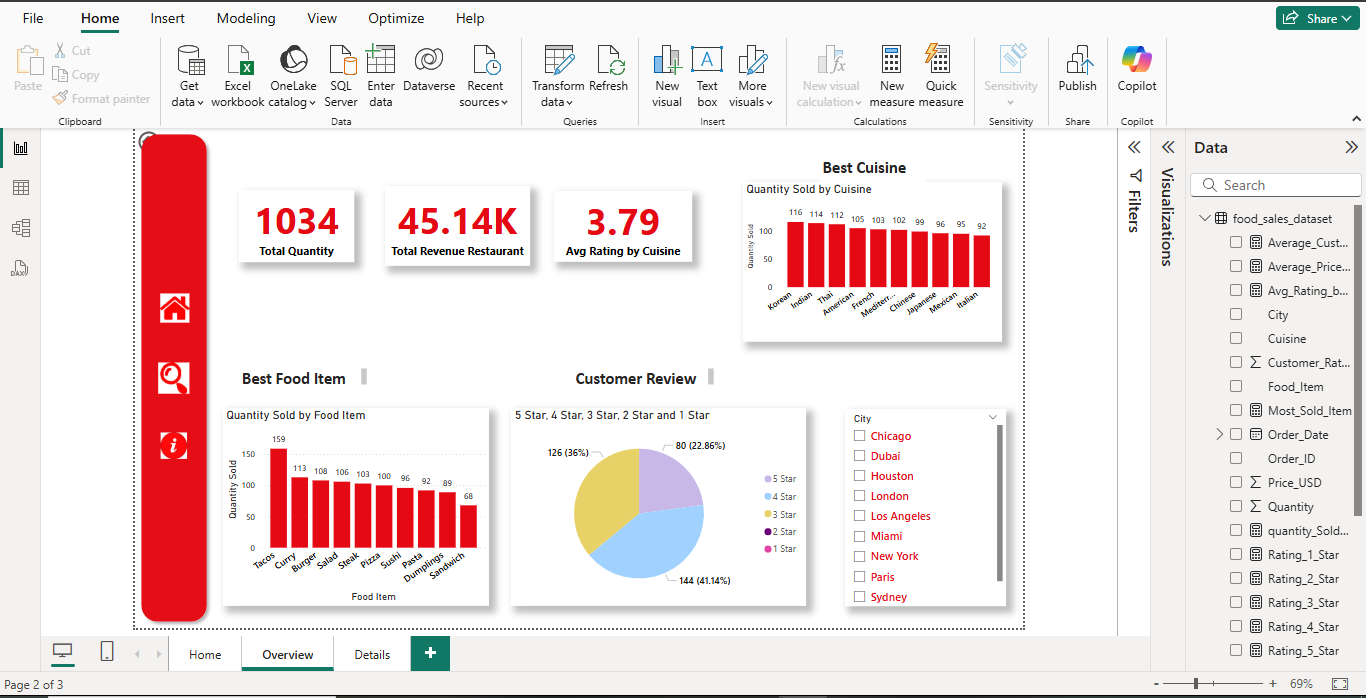 File Home Insert Modeling View Optimize Help Share
Paste Cut Copy Format painter
Clipboard
Get data Excel workbook OneLake catalog SQL Server Enter data Dataverse Recent sources
Data
Transform data Refresh
Queries
New visual Text box More visuals
Insert
New visual calculation New measure Quick measure
Calculations
Sensitivity
Sensitivity
Publish
Share
Copilot
Copilot
1034
Total Quantity
45.14K
Total Revenue Restaurant
3.79
Avg Rating by Cuisine
Best Cuisine
Quantity Sold by Cuisine
116 114 112 105 103 102 99 96 95 92
Quantity Sold
100
50
0
Korean Indian Thai American French Mediterr... Chinese Japanese Mexican Italian
Best Food Item
Quantity Sold by Food Item
159 113 108 106 103 100 96 92 89 68
Quantity Sold
150
100
50
0
Tacos Curry Burger Salad Steak Pizza Sushi Pasta Dumplings Sandwich
Food Item
Customer Review
5 Star, 4 Star, 3 Star, 2 Star and 1 Star
80 (22.86%)
126 (36%)
144 (41.14%)
5 Star
4 Star
3 Star
2 Star
1 Star
City
Chicago
Dubai
Houston
London
Los Angeles
Miami
New York
Paris
Sydney
Filters
Visualizations
Data
Search
food_sales_dataset
Average_Cust...
Average_Price...
Avg_Rating_b...
City
Cuisine
Customer_Rat...
Food_Item
Most_Sold_Item
Order_Date
Order_ID
Price_USD
Quantity
quantity_Sold...
Rating_1_Star
Rating_2_Star
Rating_3_Star
Rating_4_Star
Rating_5_Star
DAX
Home Overview Details +
Page 2 of 3
- + 69%